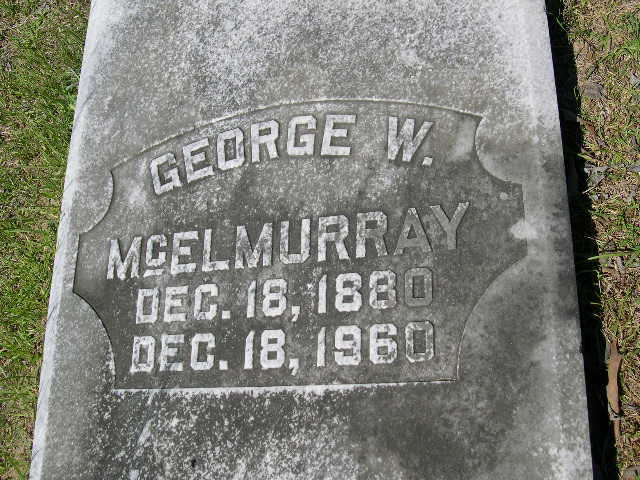 GEORGE W.
McELMURRAY
DEC. 18, 1880
DEC. 18, 1960